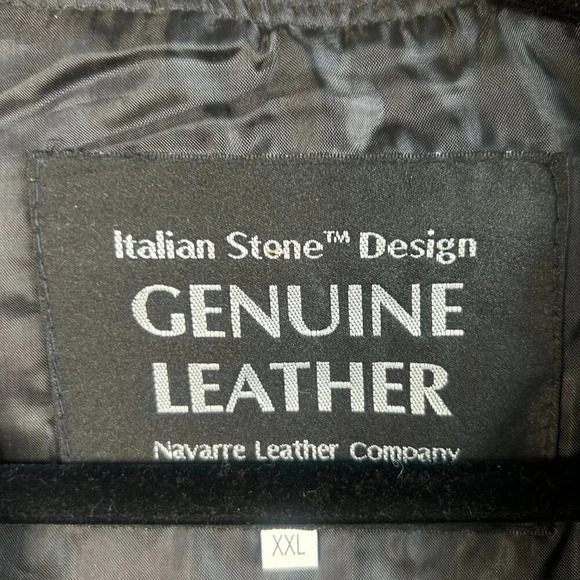 Italian Stone™ Design
GENUINE
LEATHER
Navarre Leather Company
XXL